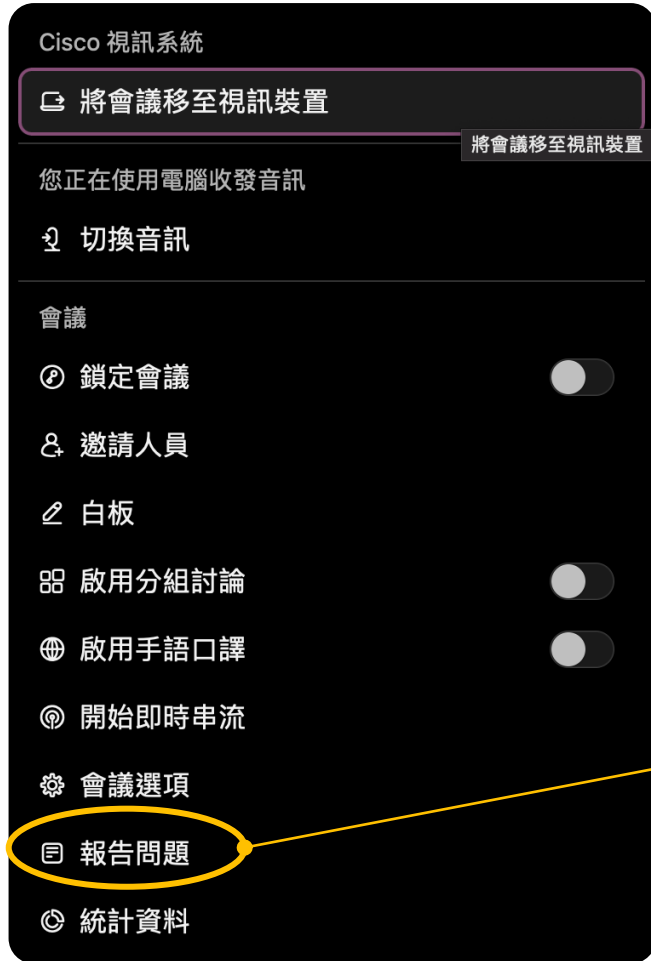 Cisco 視訊系統
將會議移至視訊裝置
將會議移至視訊裝置
您正在使用電腦收發音訊
切換音訊
會議
鎖定會議
邀請人員
白板
啟用分組討論
啟用手語口譯
開始即時串流
會議選項
報告問題
統計資料